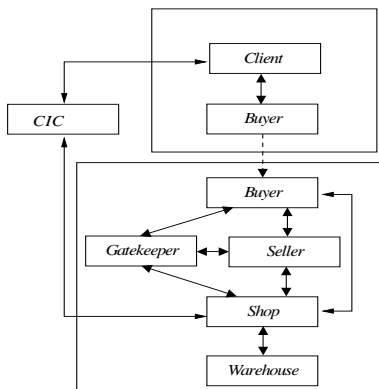 Client
CIC
Buyer
Buyer
Gatekeeper
Seller
Shop
Warehouse